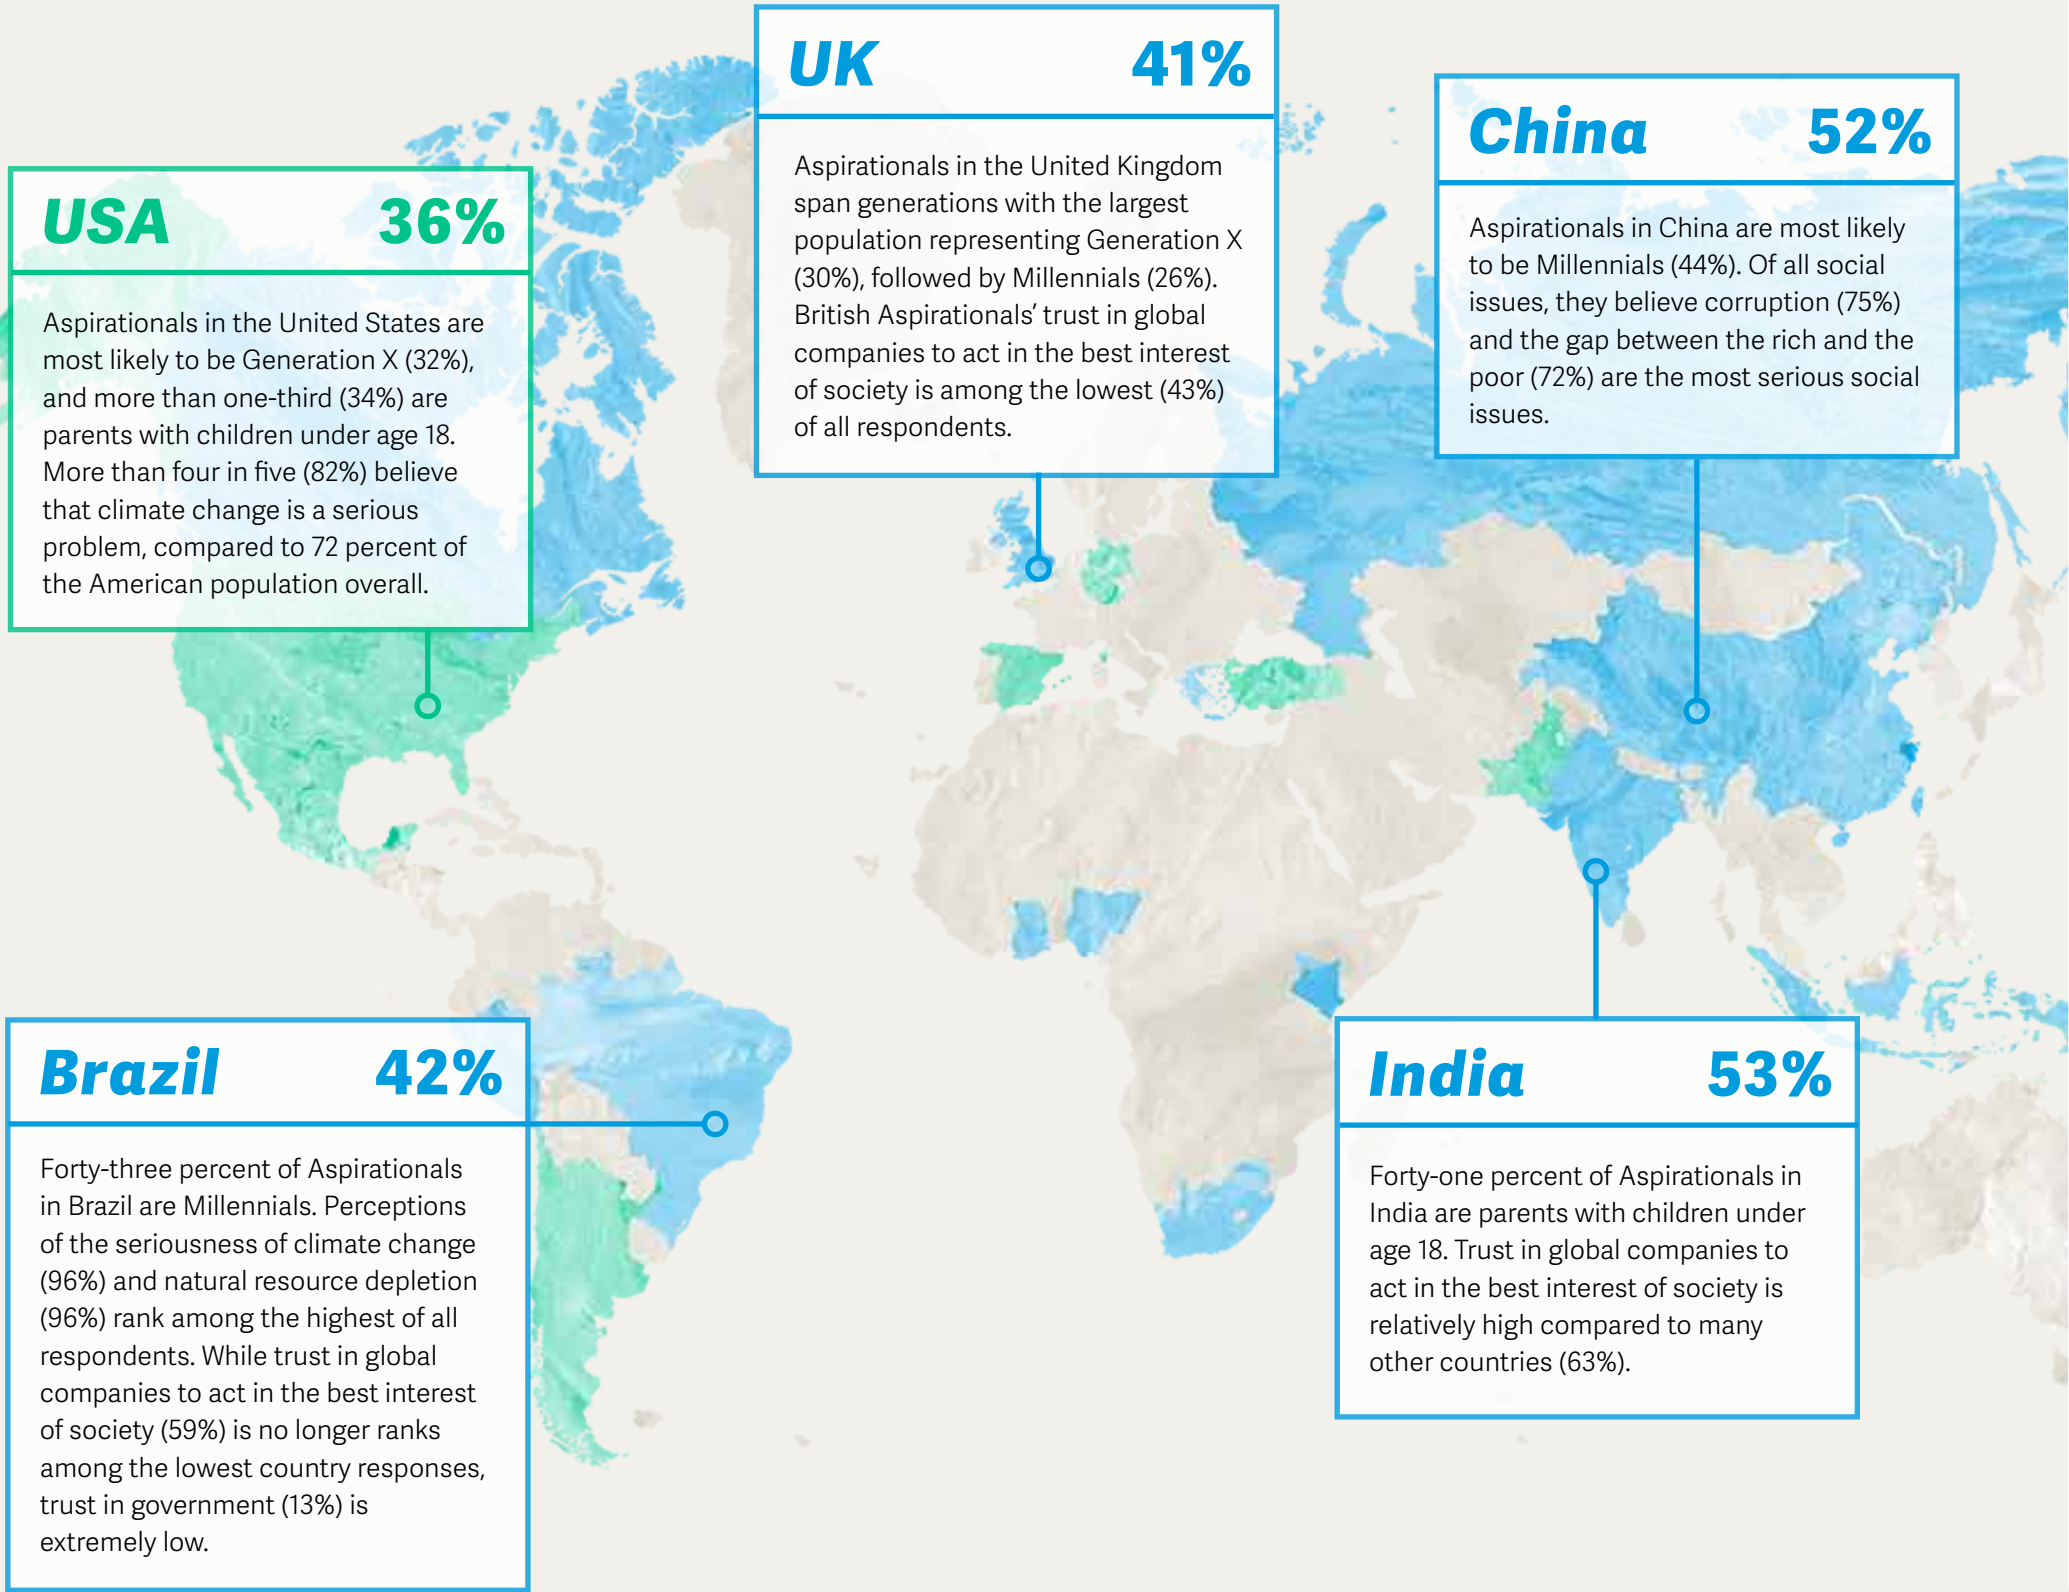 UK 41%
Aspirationals in the United Kingdom
span generations with the largest
population representing Generation X
(30%), followed by Millennials (26%).
British Aspirationals’ trust in global
companies to act in the best interest
of society is among the lowest (43%)
of all respondents.
China 52%
Aspirationals in China are most likely
to be Millennials (44%). Of all social
issues, they believe corruption (75%)
and the gap between the rich and the
poor (72%) are the most serious social
issues.
USA 36%
Aspirationals in the United States are
most likely to be Generation X (32%),
and more than one-third (34%) are
parents with children under age 18.
More than four in five (82%) believe
that climate change is a serious
problem, compared to 72 percent of
the American population overall.
Brazil 42%
Forty-three percent of Aspirationals
in Brazil are Millennials. Perceptions
of the seriousness of climate change
(96%) and natural resource depletion
(96%) rank among the highest of all
respondents. While trust in global
companies to act in the best interest
of society (59%) is no longer ranks
among the lowest country responses,
trust in government (13%) is
extremely low.
India 53%
Forty-one percent of Aspirationals in
India are parents with children under
age 18. Trust in global companies to
act in the best interest of society is
relatively high compared to many
other countries (63%).